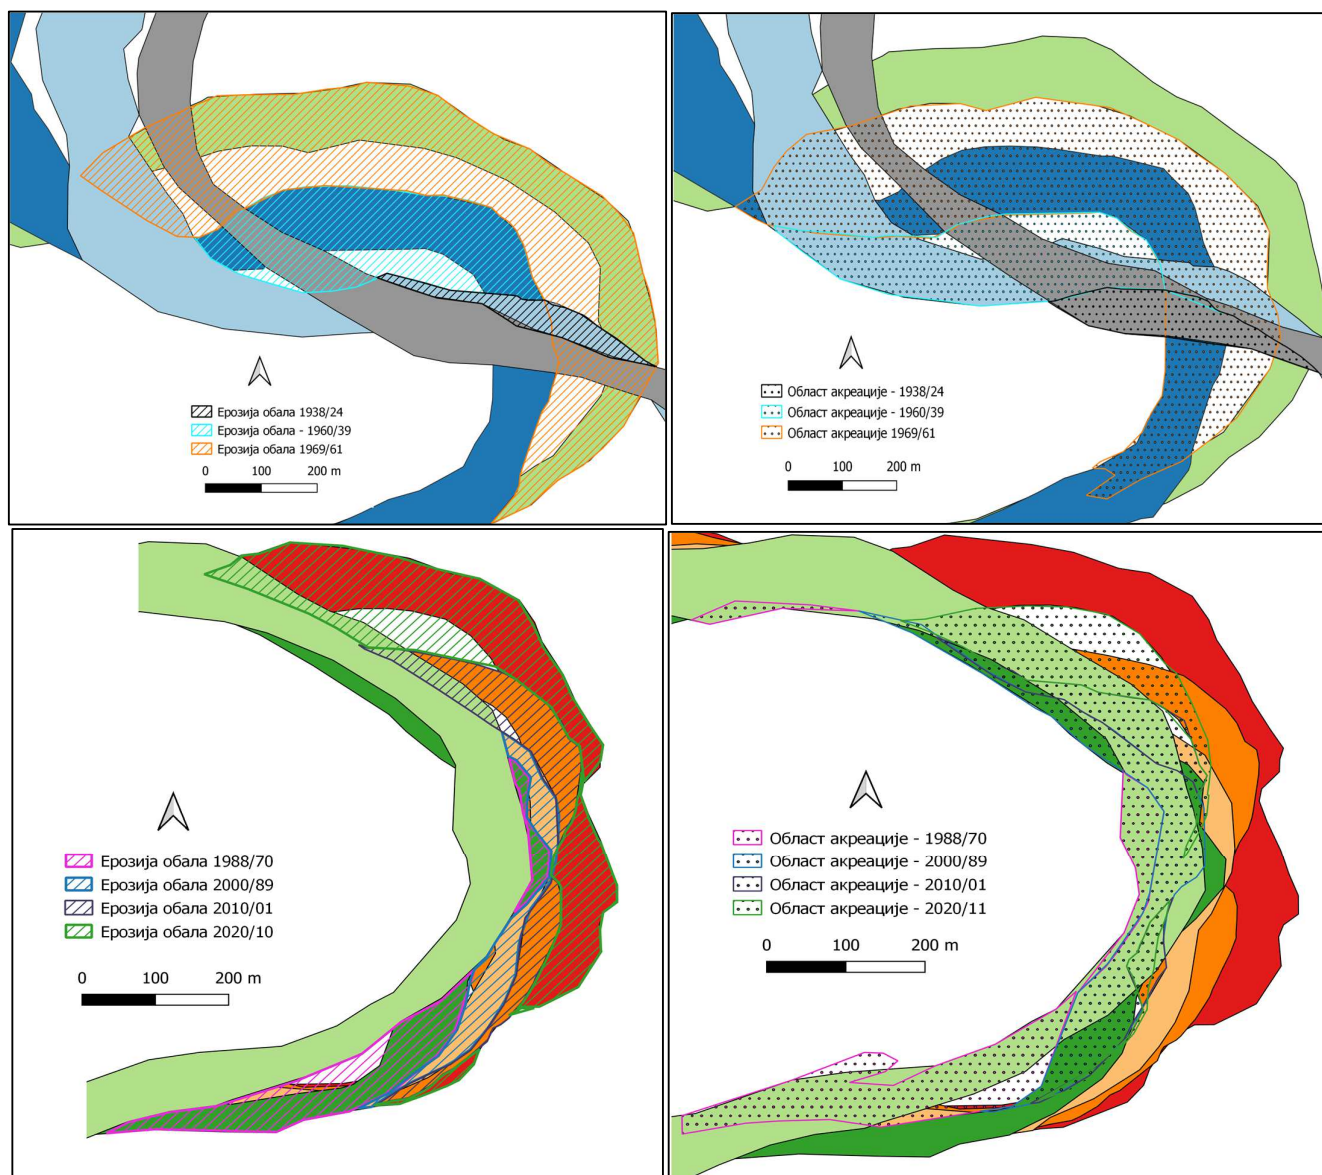 Ерозија обала 1938/24
Ерозија обала - 1960/39
Ерозија обала 1969/61
0 100 200 m
Област акреације - 1938/24
Област акреације - 1960/39
Област акреације 1969/61
0 100 200 m
Ерозија обала 1988/70
Ерозија обала 2000/89
Ерозија обала 2010/01
Ерозија обала 2020/10
0 100 200 m
Област акреације - 1988/70
Област акреације - 2000/89
Област акреације - 2010/01
Област акреације - 2020/11
0 100 200 m